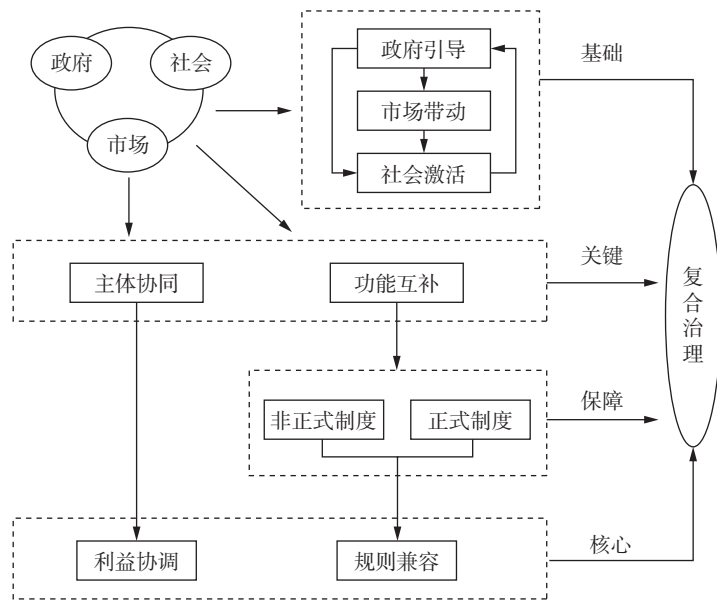 政府
社会
市场
政府引导
市场带动
社会激活
基础
主体协同
功能互补
关键
复合治理
非正式制度
正式制度
保障
利益协调
规则兼容
核心